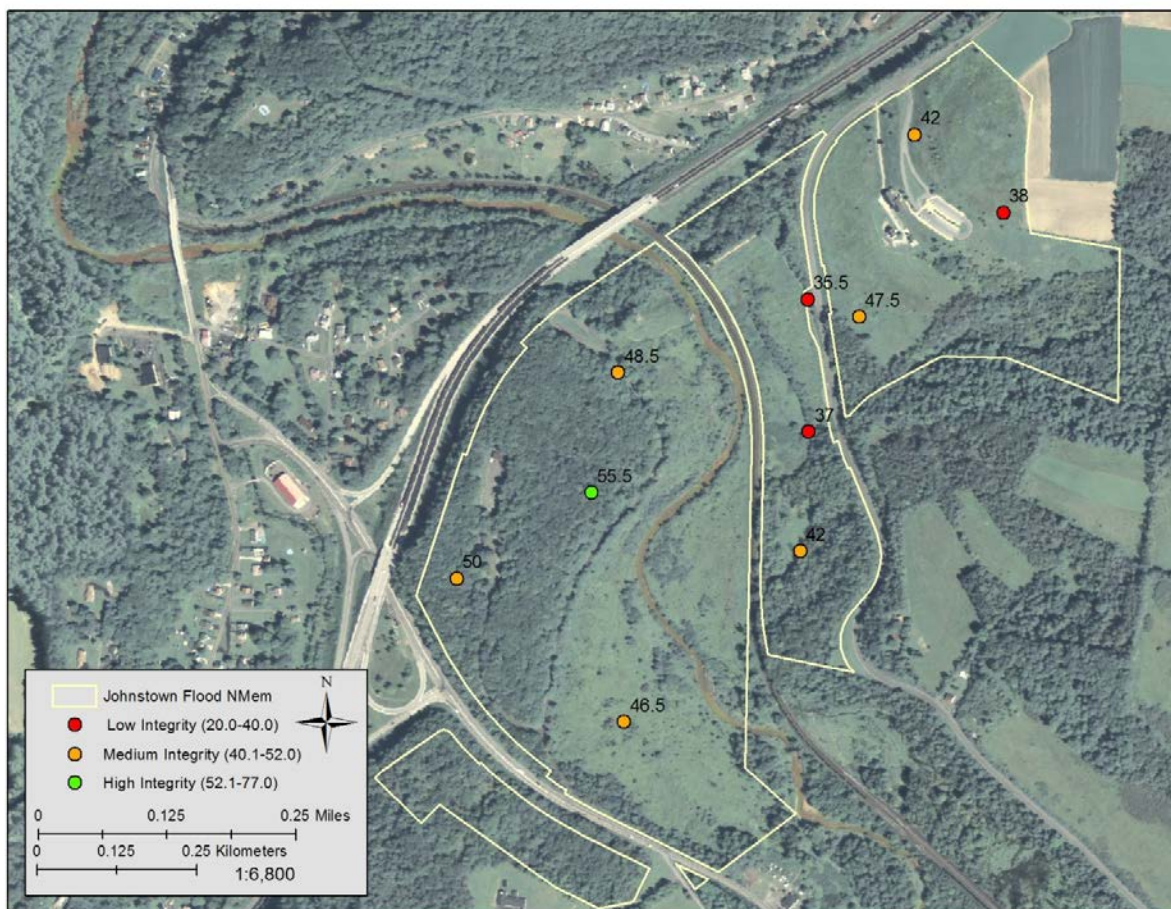 42
38
35.5
47.5
48.5
37
55.5
42
50
46.5
N
Johnstown Flood NMem
Low Integrity (20.0-40.0)
Medium Integrity (40.1-52.0)
High Integrity (52.1-77.0)
0 0.125 0.25 Miles
0 0.125 0.25 Kilometers
1:6,800